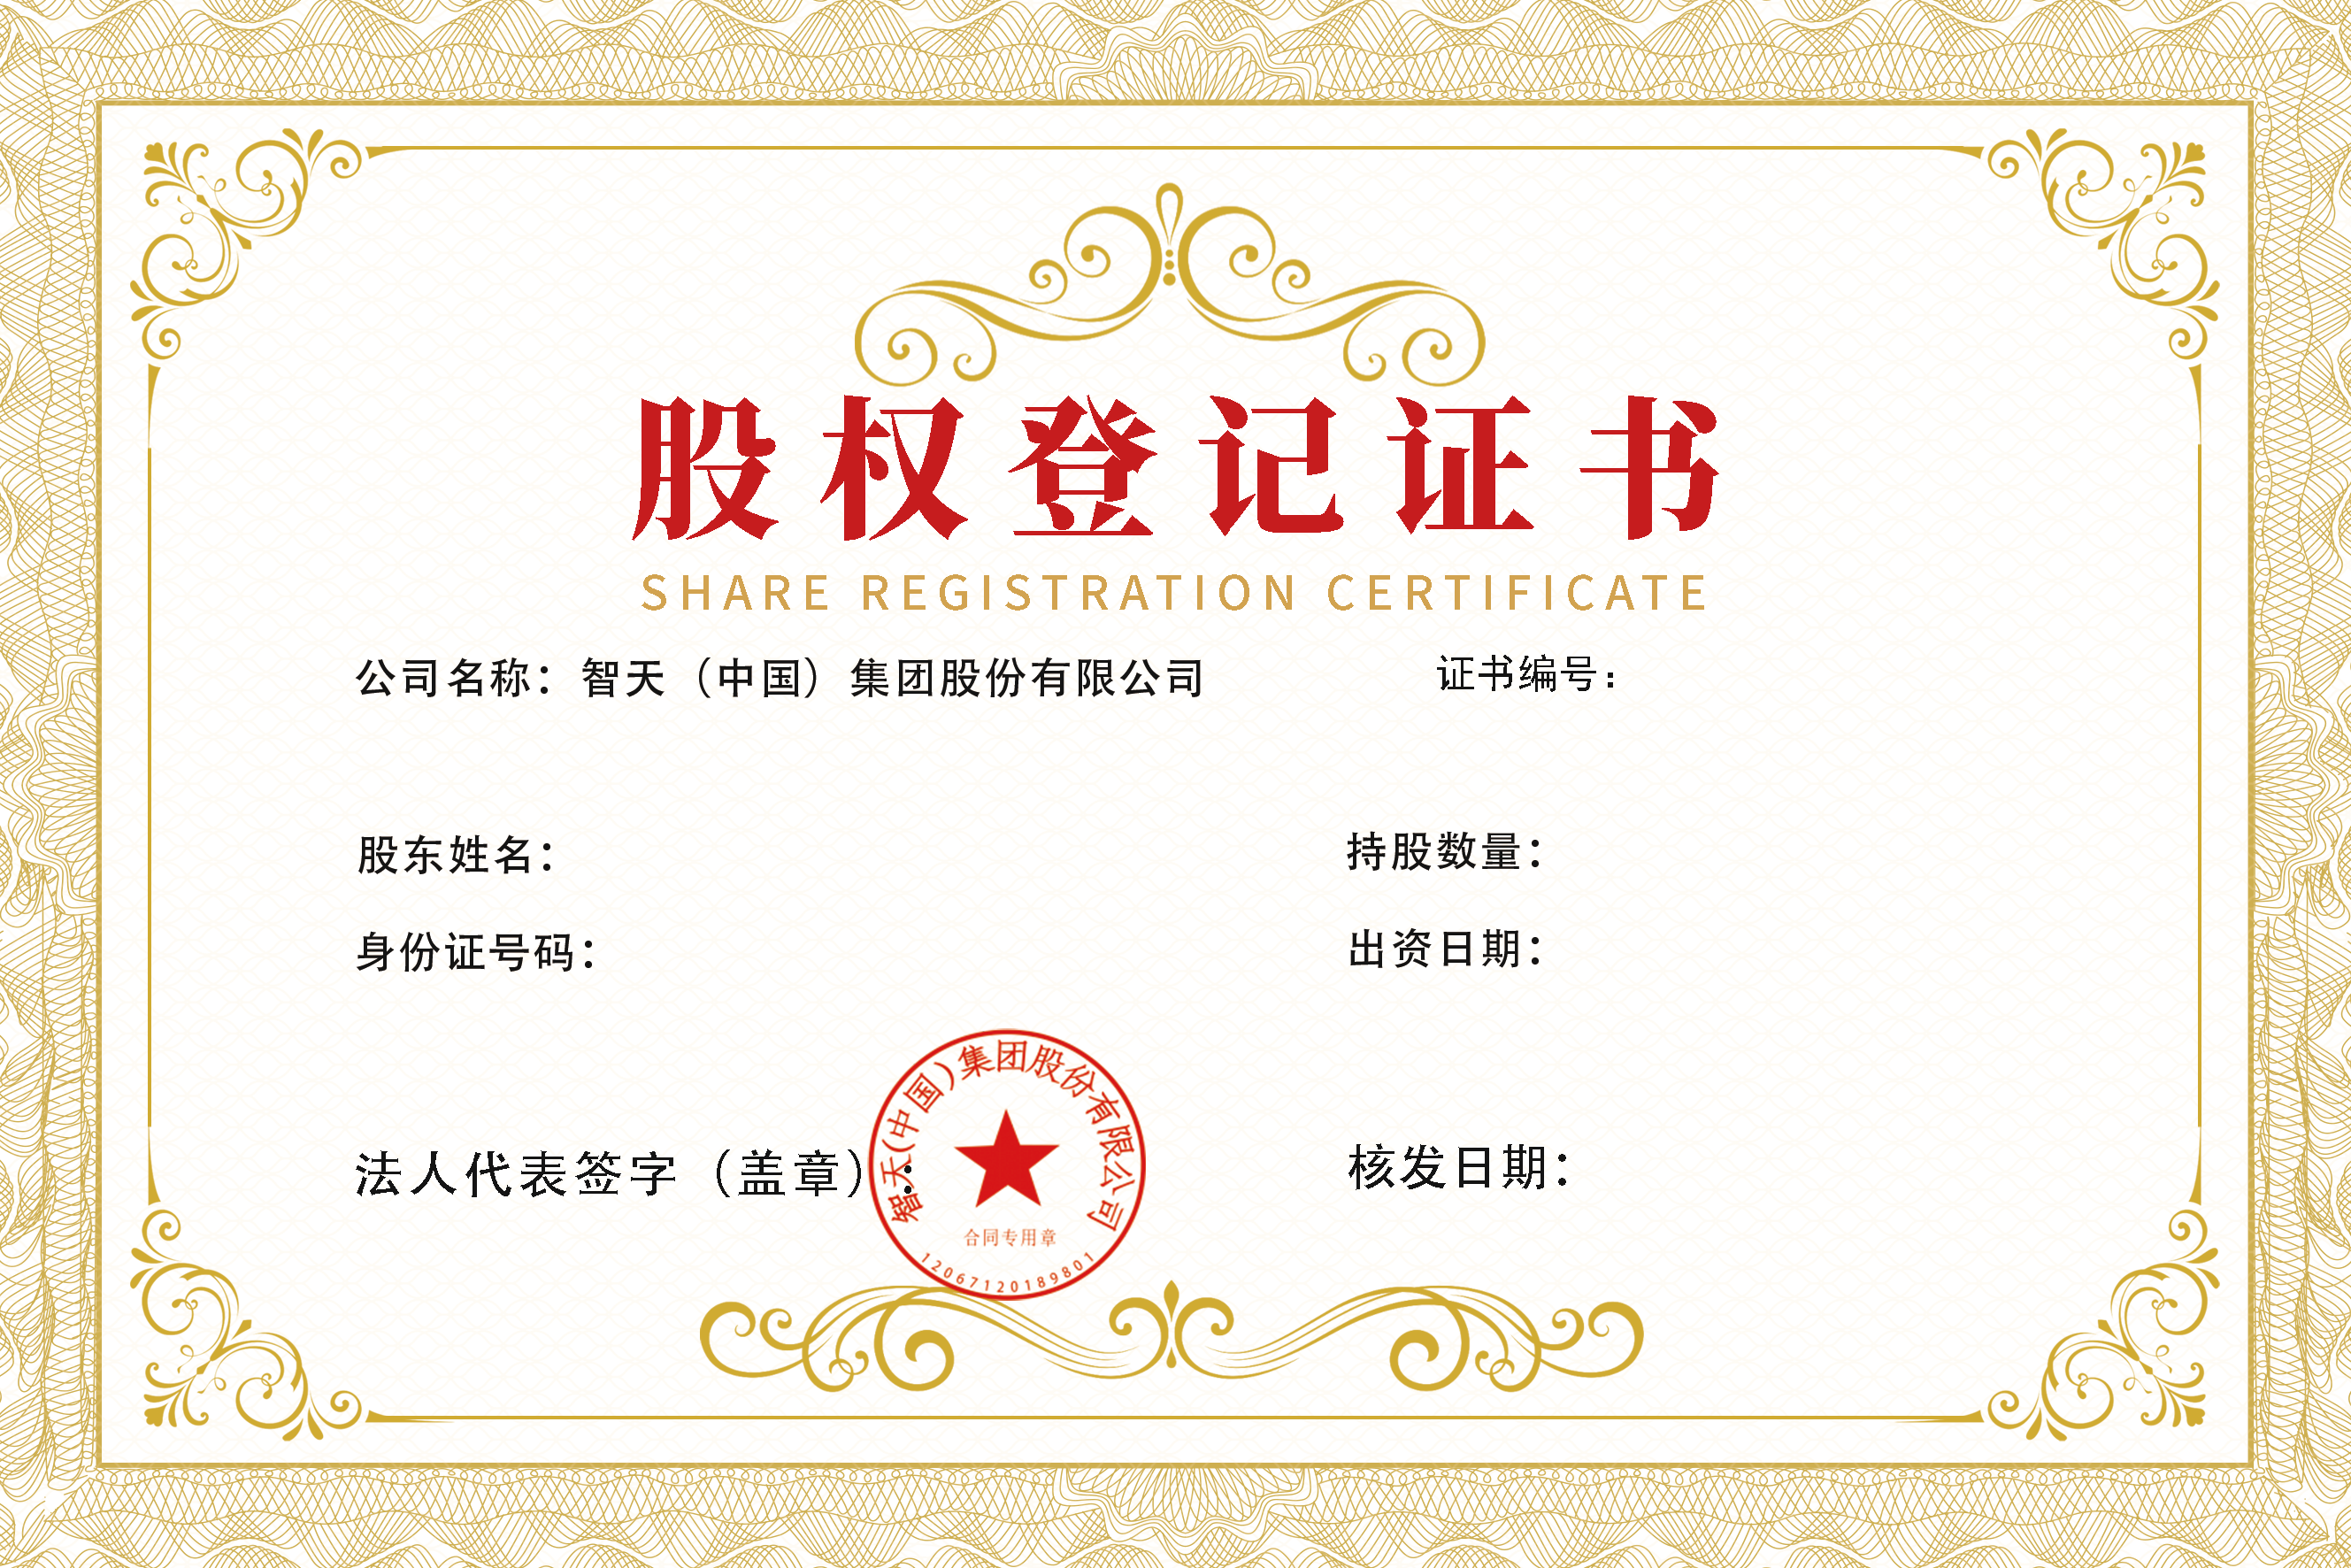 股权登记证书
SHARE REGISTRATION CERTIFICATE
公司名称：智天（中国）集团股份有限公司
证书编号：
股东姓名：
持股数量：
身份证号码：
出资日期：
法人代表签字（盖章）：
核发日期：
智天(中国)集团股份有限公司
合同专用章
12067120189801